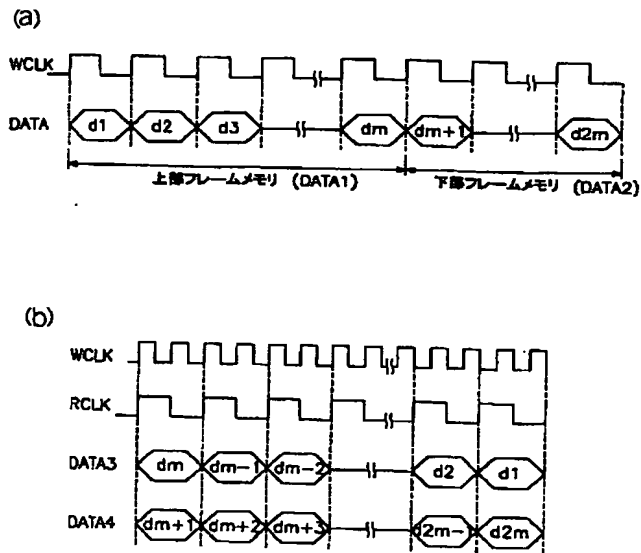 (a)
WCLK
DATA d1 d2 d3 dm dm+1 d2m
上部フレームメモリ (DATA1) 下部フレームメモリ (DATA2)
(b)
WCLK
RCLK
DATA3 dm dm-1 dm-2 d2 d1
DATA4 dm+1 dm+2 dm+3 d2m-1 d2m